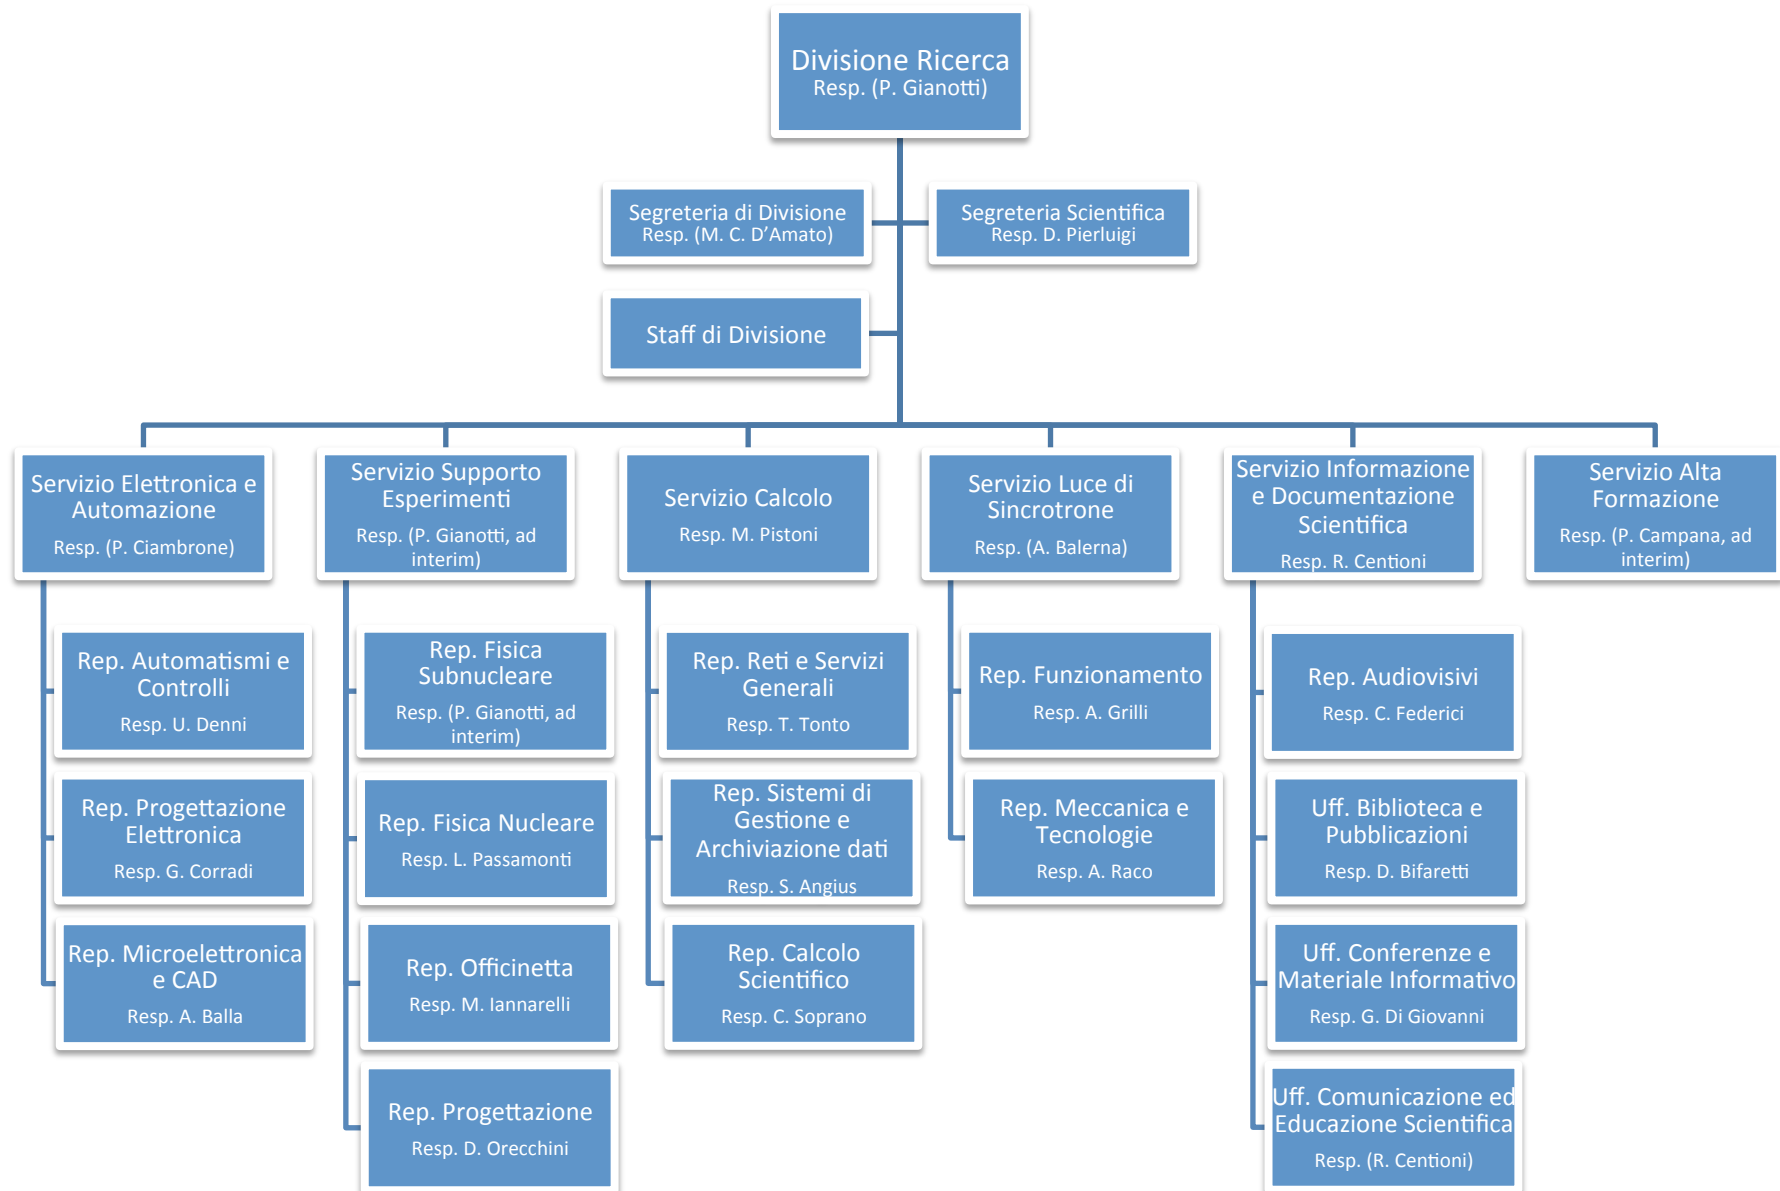 Divisione Ricerca
Resp. (P. Gianotti)
Segreteria di Divisione
Resp. (M. C. D’Amato)
Segreteria Scientifica
Resp. D. Pierluigi
Staff di Divisione
Servizio Elettronica e
Automazione
Resp. (P. Ciambrone)
Servizio Supporto
Esperimenti
Resp. (P. Gianotti, ad
interim)
Servizio Calcolo
Resp. M. Pistoni
Servizio Luce di
Sincrotrone
Resp. (A. Balerna)
Servizio Informazione
e Documentazione
Scientifica
Resp. R. Centioni
Servizio Alta
Formazione
Resp. (P. Campana, ad
interim)
Rep. Automatismi e
Controlli
Resp. U. Denni
Rep. Progettazione
Elettronica
Resp. G. Corradi
Rep. Microelettronica
e CAD
Resp. A. Balla
Rep. Fisica
Subnucleare
Resp. (P. Gianotti, ad
interim)
Rep. Fisica Nucleare
Resp. L. Passamonti
Rep. Officinetta
Resp. M. Iannarelli
Rep. Progettazione
Resp. D. Orecchini
Rep. Reti e Servizi
Generali
Resp. T. Tonto
Rep. Sistemi di
Gestione e
Archiviazione dati
Resp. S. Angius
Rep. Calcolo
Scientifico
Resp. C. Soprano
Rep. Funzionamento
Resp. A. Grilli
Rep. Meccanica e
Tecnologie
Resp. A. Raco
Rep. Audiovisivi
Resp. C. Federici
Uff. Biblioteca e
Pubblicazioni
Resp. D. Bifaretti
Uff. Conferenze e
Materiale Informativo
Resp. G. Di Giovanni
Uff. Comunicazione ed
Educazione Scientifica
Resp. (R. Centioni)